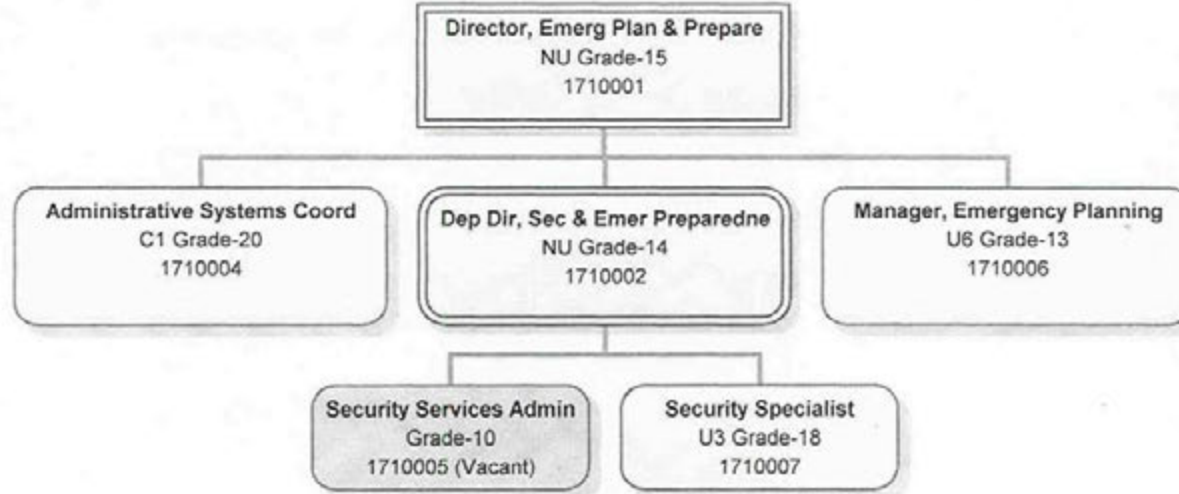 Director, Emerg Plan & Prepare
NU Grade-15
1710001
Administrative Systems Coord
C1 Grade-20
1710004
Dep Dir, Sec & Emer Preparedne
NU Grade-14
1710002
Manager, Emergency Planning
U6 Grade-13
1710006
Security Services Admin
Grade-10
1710005 (Vacant)
Security Specialist
U3 Grade-18
1710007